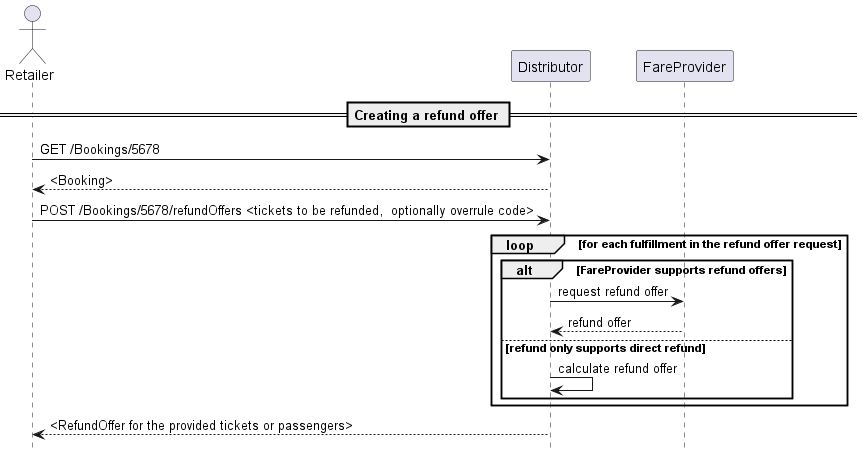 Retailer
Distributor
FareProvider
Creating a refund offer
GET /Bookings/5678
<Booking>
POST /Bookings/5678/refundOffers <tickets to be refunded,  optionally overrule code>
loop [for each fulfillment in the refund offer request]
alt [FareProvider supports refund offers]
request refund offer
refund offer
[refund only supports direct refund]
calculate refund offer
<RefundOffer for the provided tickets or passengers>